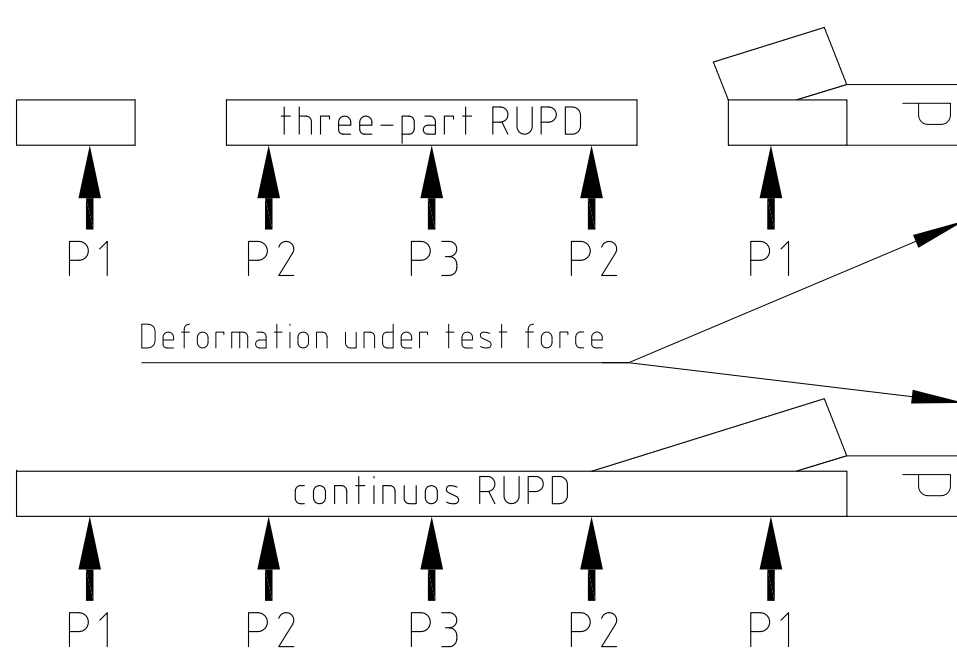 three-part RUPD
P1 P2 P3 P2 P1
Deformation under test force
continuos RUPD
P1 P2 P3 P2 P1